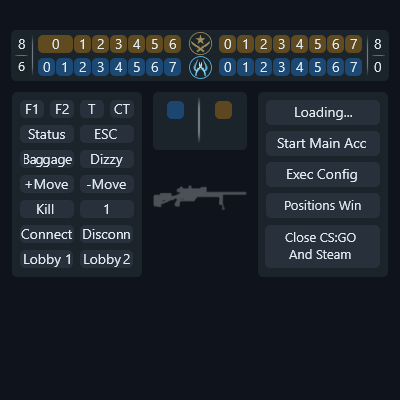 8 0 1 2 3 4 5 6 0 1 2 3 4 5 6 7 8
6 0 1 2 3 4 5 6 7 0 1 2 3 4 5 6 7 0
F1 F2 T CT
Status ESC
Baggage Dizzy
+Move -Move
Kill 1
Connect Disconn
Lobby 1 Lobby 2
Loading...
Start Main Acc
Exec Config
Positions Win
Close CS:GO
And Steam